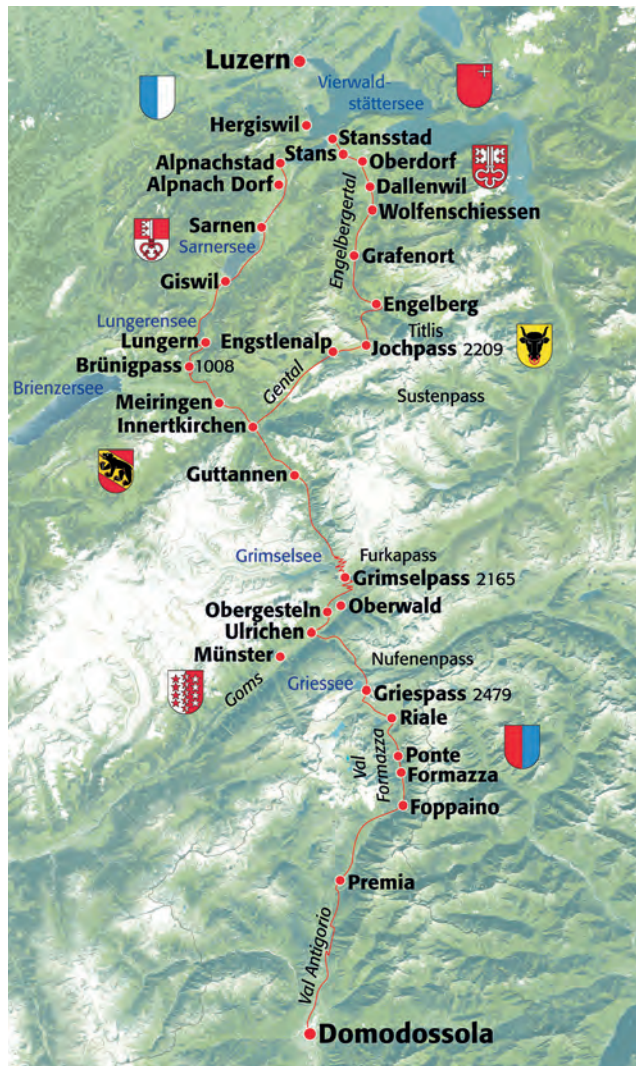 Luzern
Vierwald-
stättersee
Hergiswil
Stansstad
Stans
Oberdorf
Alpnachstad
Alpnach Dorf
Dallenwil
Wolfenschiessen
Engelbergertal
Sarnen
Sarnersee
Grafenort
Giswil
Engelberg
Lungerensee
Titlis
Lungern
Engstlenalp
Jochpass 2209
Brünigpass 1008
Brienzersee
Gental
Sustenpass
Meiringen
Innertkirchen
Guttannen
Grimselsee
Furkapass
Grimselpass 2165
Obergesteln
Oberwald
Ulrichen
Münster
Goms
Nufenenpass
Griessee
Griespass 2479
Riale
Val
Formazza
Ponte
Formazza
Foppaino
Premia
Val Antigorio
Domodossola